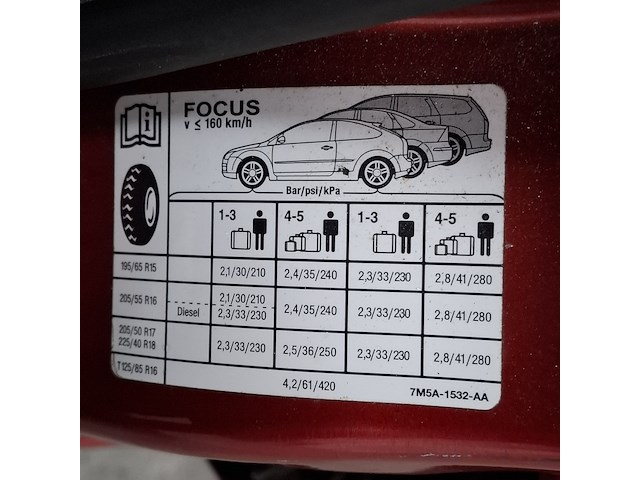 FOCUS
v ≤ 160 km/h
Bar/psi/kPa
1-3 4-5 1-3 4-5
195/65 R15 2,1/30/210 2,4/35/240 2,3/33/230 2,8/41/280
205/55 R16 2,1/30/210 2,4/35/240 2,3/33/230 2,8/41/280
Diesel 2,3/33/230
205/50 R17
225/40 R18 2,3/33/230 2,5/36/250 2,3/33/230 2,8/41/280
T125/85 R16 4,2/61/420
7M5A-1532-AA